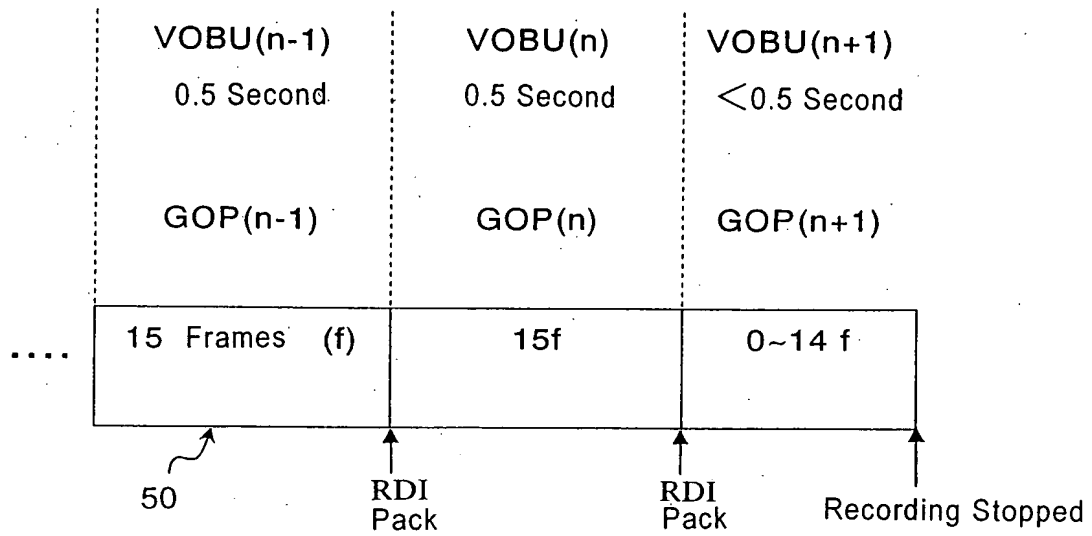 VOBU(n-1) VOBU(n) VOBU(n+1)
0.5 Second 0.5 Second <0.5 Second
GOP(n-1) GOP(n) GOP(n+1)
.... 15 Frames (f) 15f 0~14 f
50 RDI Pack RDI Pack Recording Stopped